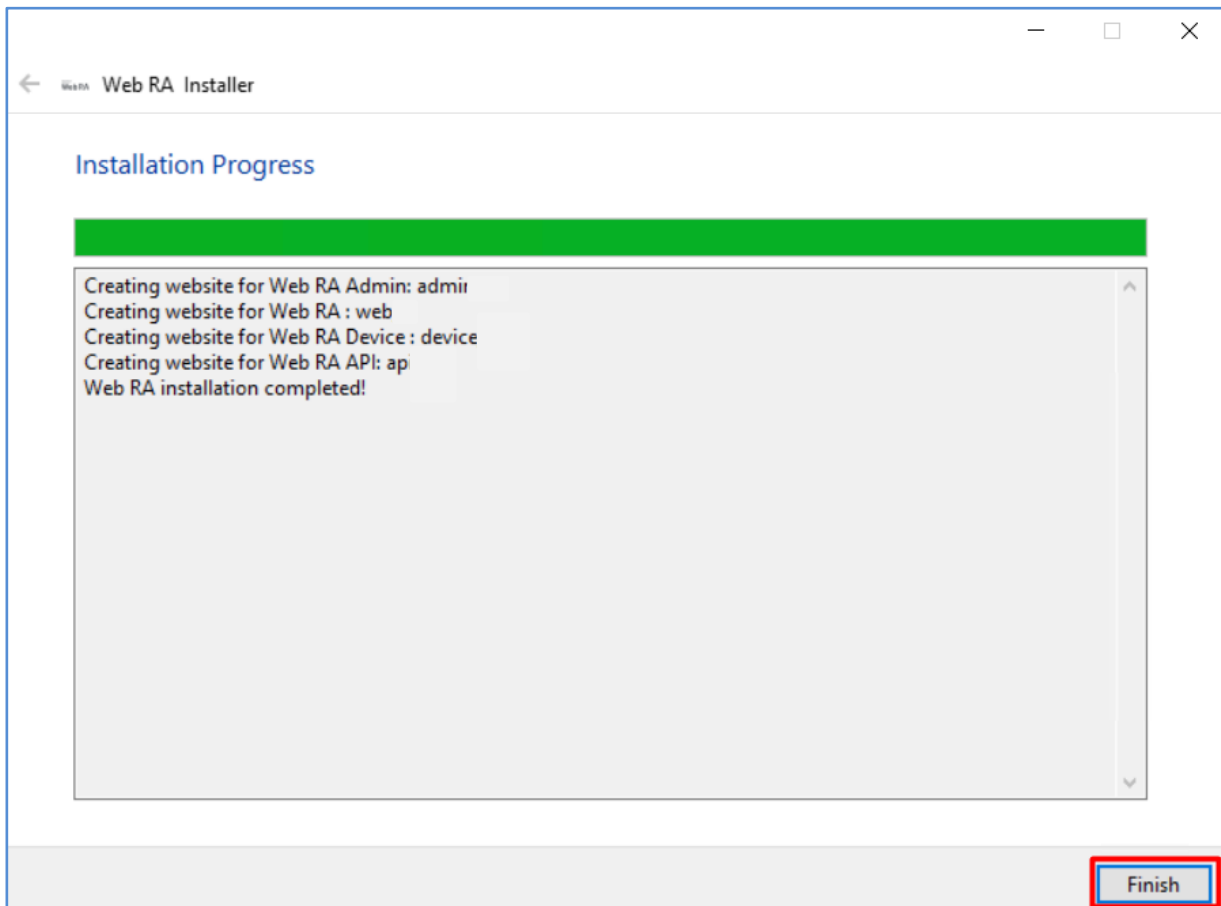 Web RA Installer
Installation Progress
Creating website for Web RA Admin: admin
Creating website for Web RA : web
Creating website for Web RA Device : device
Creating website for Web RA API: api
Web RA installation completed!
Finish